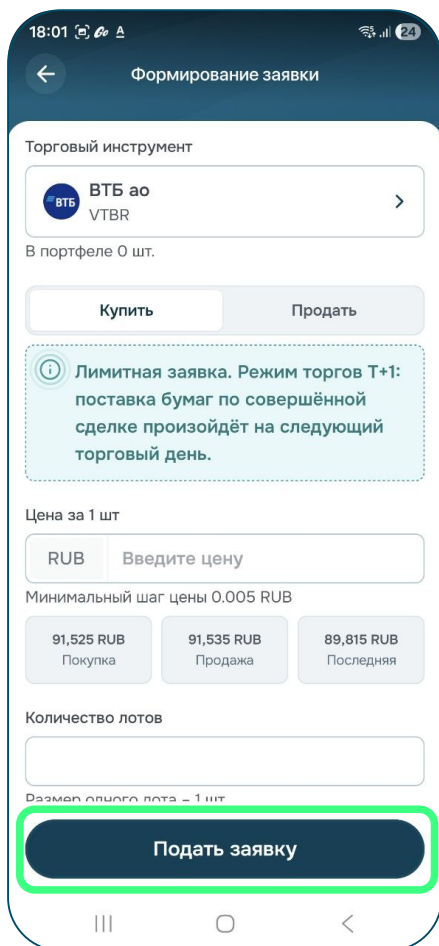 18:01
24
Формирование заявки
Торговый инструмент
ВТБ
ВТБ ао
VTBR
В портфеле 0 шт.
Купить
Продать
Лимитная заявка. Режим торгов Т+1:
поставка бумаг по совершённой
сделке произойдёт на следующий
торговый день.
Цена за 1 шт
RUB Введите цену
Минимальный шаг цены 0.005 RUB
91,525 RUB
Покупка
91,535 RUB
Продажа
89,815 RUB
Последняя
Количество лотов
Размер одного лота – 1 шт
Подать заявку